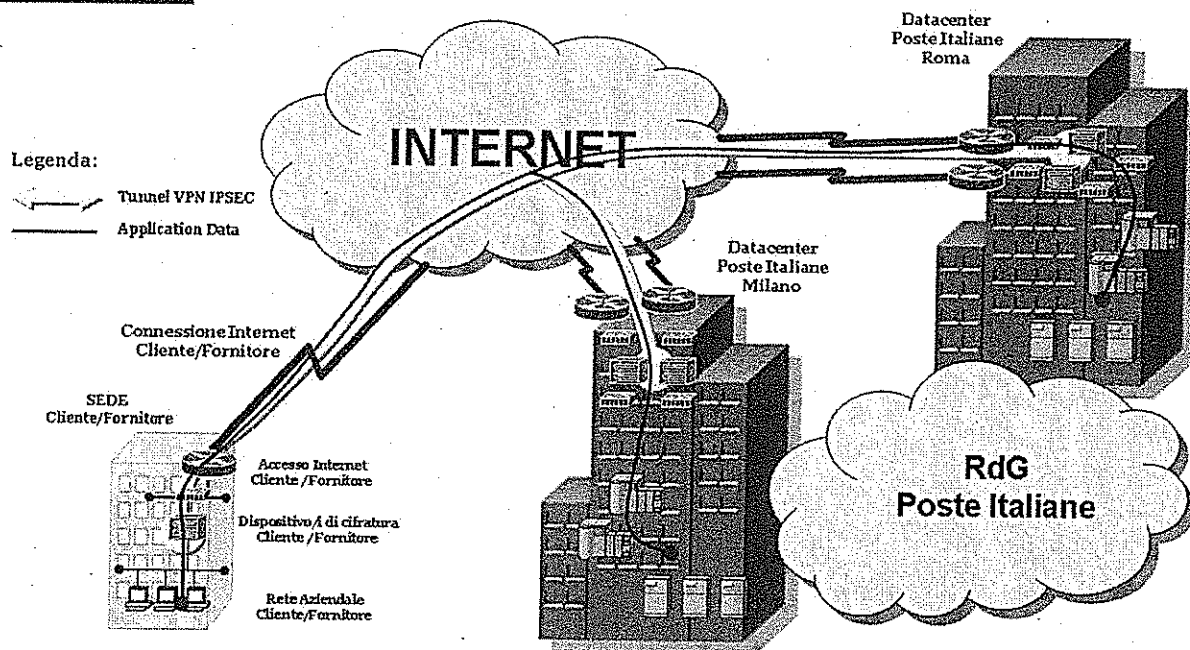 Datacenter
Poste Italiane
Roma
INTERNET
Legenda:
Tunnel VPN IPSEC
Application Data
Datacenter
Poste Italiane
Milano
Connessione Internet
Cliente/Fornitore
SEDE
Cliente/Fornitore
Accesso Internet
Cliente /Fornitore
Dispositivo/i di cifratura
Cliente /Fornitore
Rete Aziendale
Cliente/Fornitore
RdG
Poste Italiane